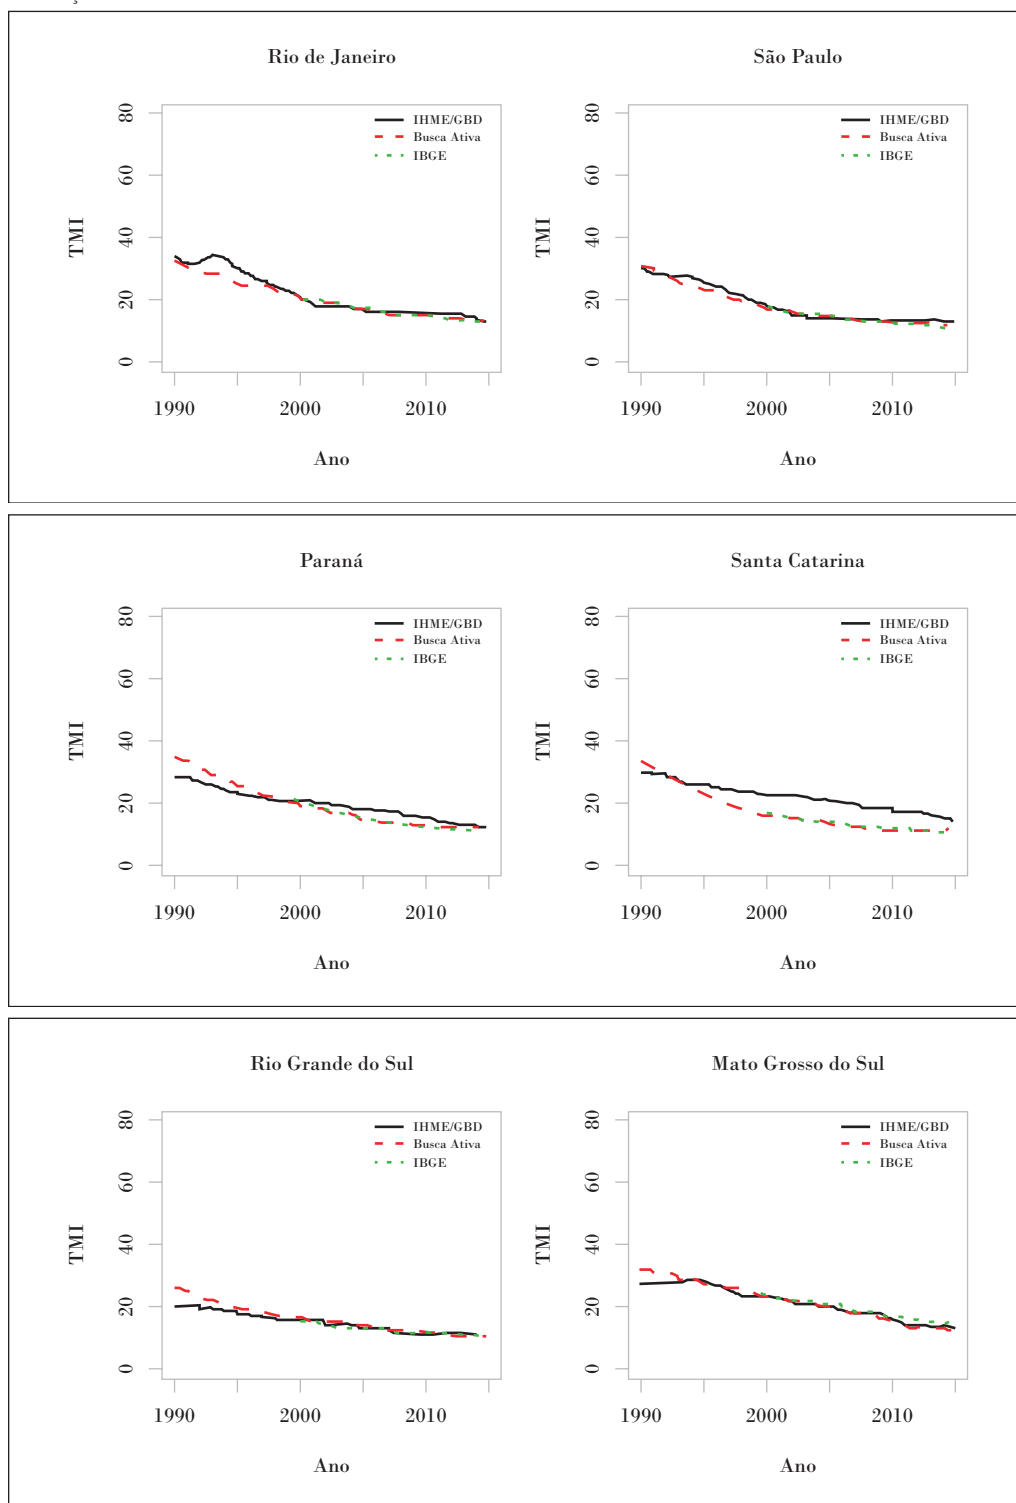 Rio de Janeiro
80
60
40
20
0
TMI
IHME/GBD
Busca Ativa
IBGE
1990 2000 2010
Ano
São Paulo
80
60
40
20
0
TMI
IHME/GBD
Busca Ativa
IBGE
1990 2000 2010
Ano
Paraná
80
60
40
20
0
TMI
IHME/GBD
Busca Ativa
IBGE
1990 2000 2010
Ano
Santa Catarina
80
60
40
20
0
TMI
IHME/GBD
Busca Ativa
IBGE
1990 2000 2010
Ano
Rio Grande do Sul
80
60
40
20
0
TMI
IHME/GBD
Busca Ativa
IBGE
1990 2000 2010
Ano
Mato Grosso do Sul
80
60
40
20
0
TMI
IHME/GBD
Busca Ativa
IBGE
1990 2000 2010
Ano